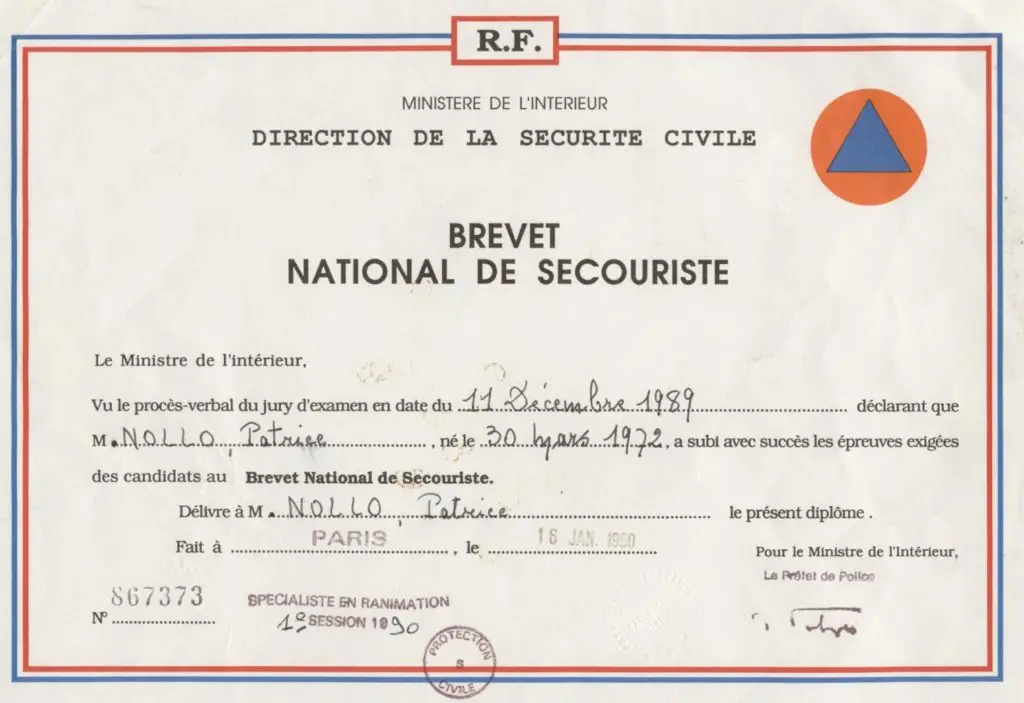 R.F.
MINISTERE DE L'INTERIEUR
DIRECTION DE LA SECURITE CIVILE
BREVET
NATIONAL DE SECOURISTE
Le Ministre de l'intérieur,
Vu le procès-verbal du jury d'examen en date du 11 Décembre 1989 déclarant que
M. NOLLO, Patrice, né le 30 Mars 1972, a subi avec succès les épreuves exigées
des candidats au Brevet National de Secouriste.
Délivre à M. NOLLO, Patrice le présent diplôme.
Fait à PARIS, le 16 JAN. 1990
Pour le Ministre de l'Intérieur,
Le Préfet de Police
N° 867373
SPECIALISTE EN RANIMATION
1e SESSION 1990
PROTECTION
S
CIVILE